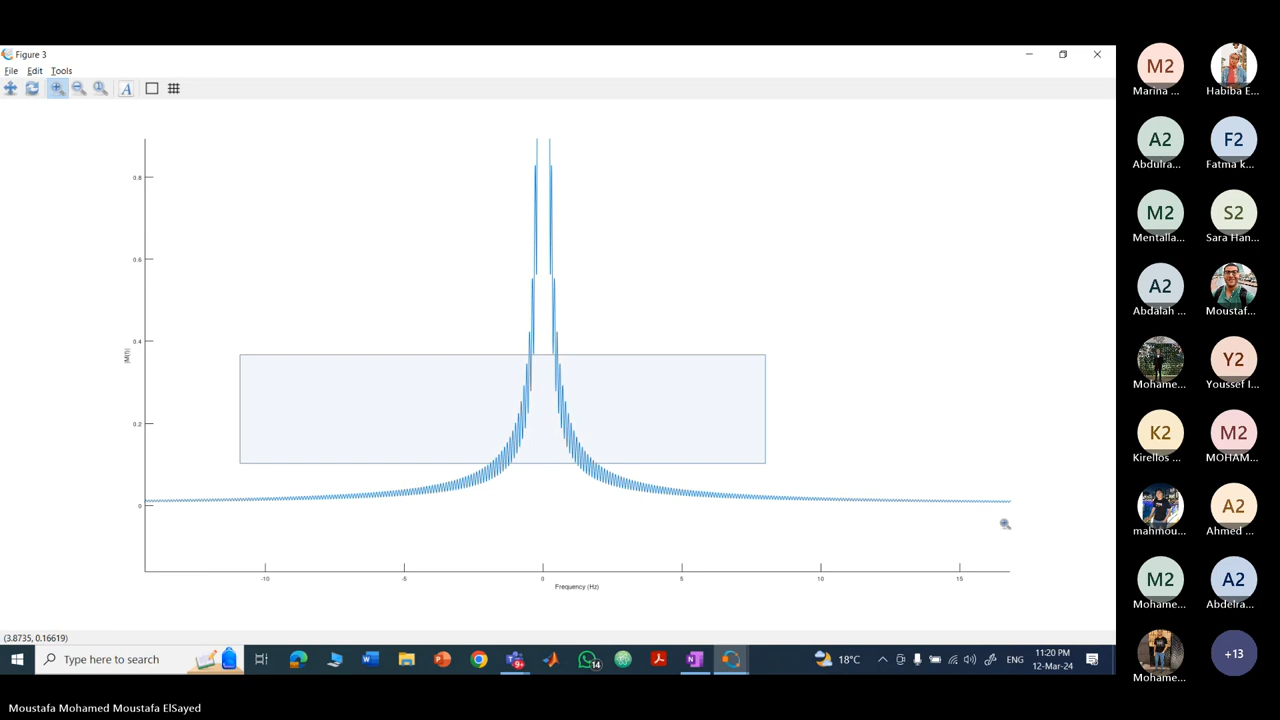 Figure 3
File Edit Tools
A
0.8
0.6
0.4
0.2
0
|M(f)|
-10 -5 0 5 10 15
Frequency (Hz)
(3.8735, 0.16619)
Type here to search
9+
14
18°C
ENG
11:20 PM
12-Mar-24
M2
Marina ...
Habiba E...
A2
Abdulra...
F2
Fatma k...
M2
Mentalla...
S2
Sara Han...
A2
Abdalah ...
Moustaf...
Mohame...
Y2
Youssef I...
K2
Kirellos ...
M2
MOHAM...
mahmou...
A2
Ahmed ...
M2
Mohame...
A2
Abdelra...
Mohame...
+13
Moustafa Mohamed Moustafa ElSayed